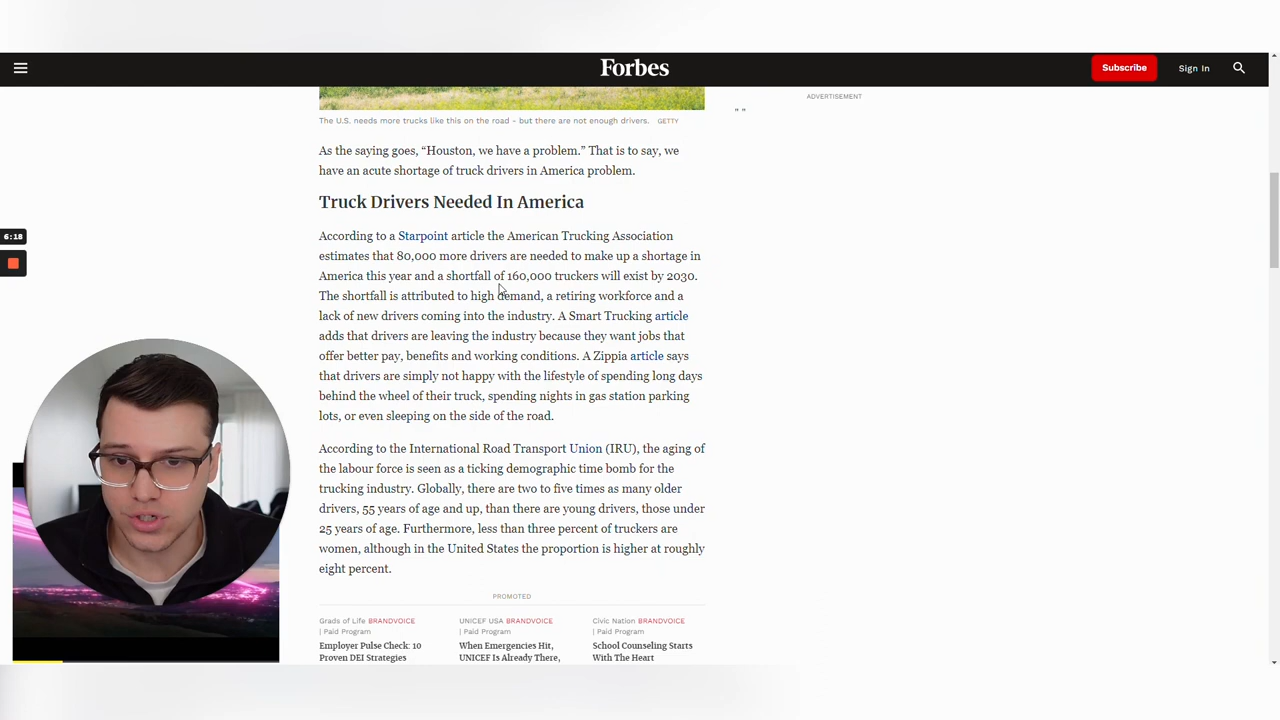 Forbes
Subscribe
Sign In
ADVERTISEMENT
" "
The U.S. needs more trucks like this on the road – but there are not enough drivers. GETTY
As the saying goes, “Houston, we have a problem.” That is to say, we
have an acute shortage of truck drivers in America problem.
Truck Drivers Needed In America
According to a Starpoint article the American Trucking Association
estimates that 80,000 more drivers are needed to make up a shortage in
America this year and a shortfall of 160,000 truckers will exist by 2030.
The shortfall is attributed to high demand, a retiring workforce and a
lack of new drivers coming into the industry. A Smart Trucking article
adds that drivers are leaving the industry because they want jobs that
offer better pay, benefits and working conditions. A Zippia article says
that drivers are simply not happy with the lifestyle of spending long days
behind the wheel of their truck, spending nights in gas station parking
lots, or even sleeping on the side of the road.
6:18
According to the International Road Transport Union (IRU), the aging of
the labour force is seen as a ticking demographic time bomb for the
trucking industry. Globally, there are two to five times as many older
drivers, 55 years of age and up, than there are young drivers, those under
25 years of age. Furthermore, less than three percent of truckers are
women, although in the United States the proportion is higher at roughly
eight percent.
PROMOTED
Grads of Life BRANDVOICE
| Paid Program
Employer Pulse Check: 10
Proven DEI Strategies
UNICEF USA BRANDVOICE
| Paid Program
When Emergencies Hit,
UNICEF Is Already There,
Civic Nation BRANDVOICE
| Paid Program
School Counseling Starts
With The Heart